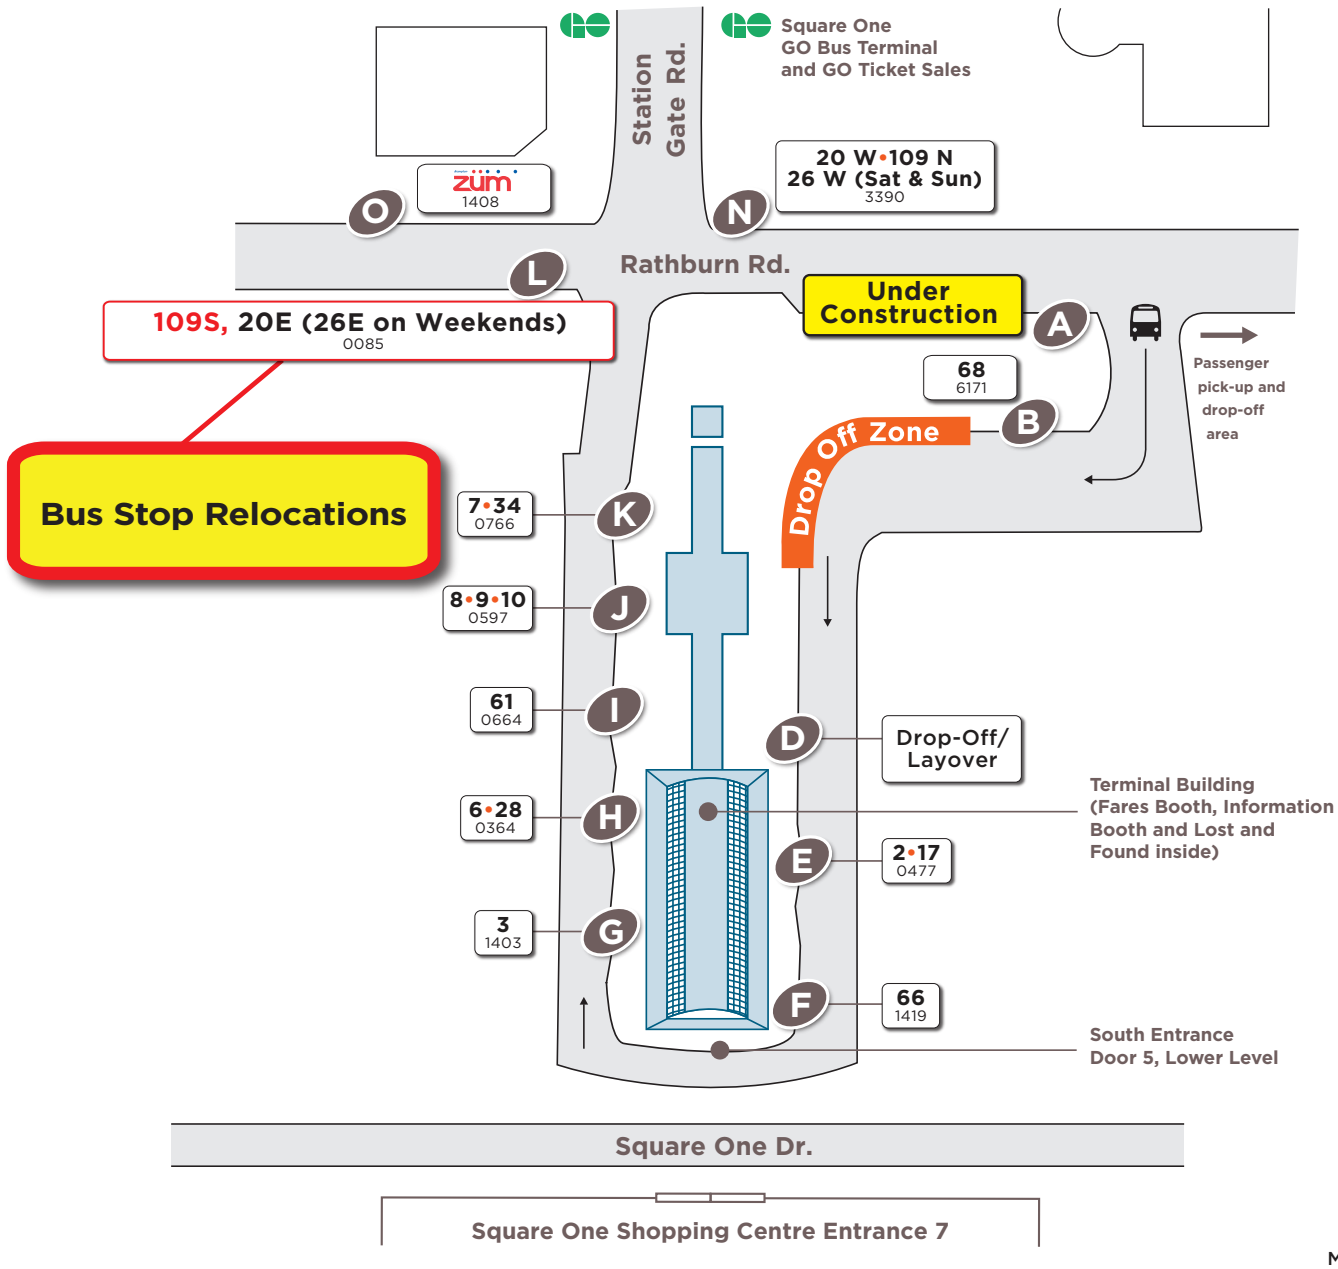 GO
GO
Square One
GO Bus Terminal
and GO Ticket Sales
Station
Gate Rd.
züm
1408
20 W•109 N
26 W (Sat & Sun)
3390
O
N
L
Rathburn Rd.
Under
Construction
A
109S, 20E (26E on Weekends)
0085
Passenger
pick-up and
drop-off
area
68
6171
B
Drop Off Zone
Bus Stop Relocations
7•34
0766
K
8•9•10
0597
J
61
0664
I
D
Drop-Off/
Layover
Terminal Building
(Fares Booth, Information
Booth and Lost and
Found inside)
6•28
0364
H
E
2•17
0477
3
1403
G
F
66
1419
South Entrance
Door 5, Lower Level
Square One Dr.
Square One Shopping Centre Entrance 7
M